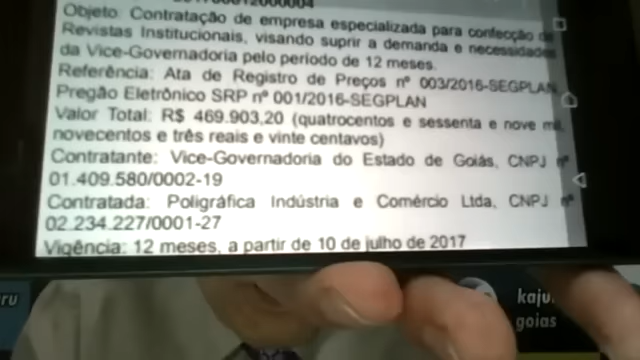 Objeto: Contratação de empresa especializada para confecção de
Revistas Institucionais, visando suprir a demanda e necessidades
da Vice-Governadoria pelo período de 12 meses.
Referência: Ata de Registro de Preços nº 003/2016-SEGPLAN
Pregão Eletrônico SRP nº 001/2016-SEGPLAN
Valor Total: R$ 469.903,20 (quatrocentos e sessenta e nove mil,
novecentos e três reais e vinte centavos)
Contratante: Vice-Governadoria do Estado de Goiás, CNPJ nº
01.409.580/0002-19
Contratada: Poligráfica Indústria e Comércio Ltda, CNPJ nº
02.234.227/0001-27
Vigência: 12 meses, a partir de 10 de julho de 2017
goias